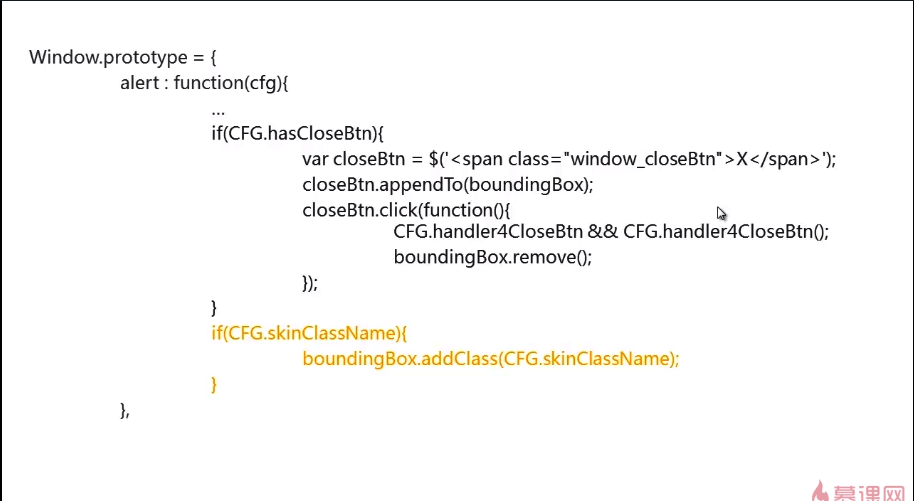 Window.prototype = {
alert : function(cfg){
...
if(CFG.hasCloseBtn){
var closeBtn = $('<span class="window_closeBtn">X</span>');
closeBtn.appendTo(boundingBox);
closeBtn.click(function(){
CFG.handler4CloseBtn && CFG.handler4CloseBtn();
boundingBox.remove();
});
}
if(CFG.skinClassName){
boundingBox.addClass(CFG.skinClassName);
}
},
慕课网